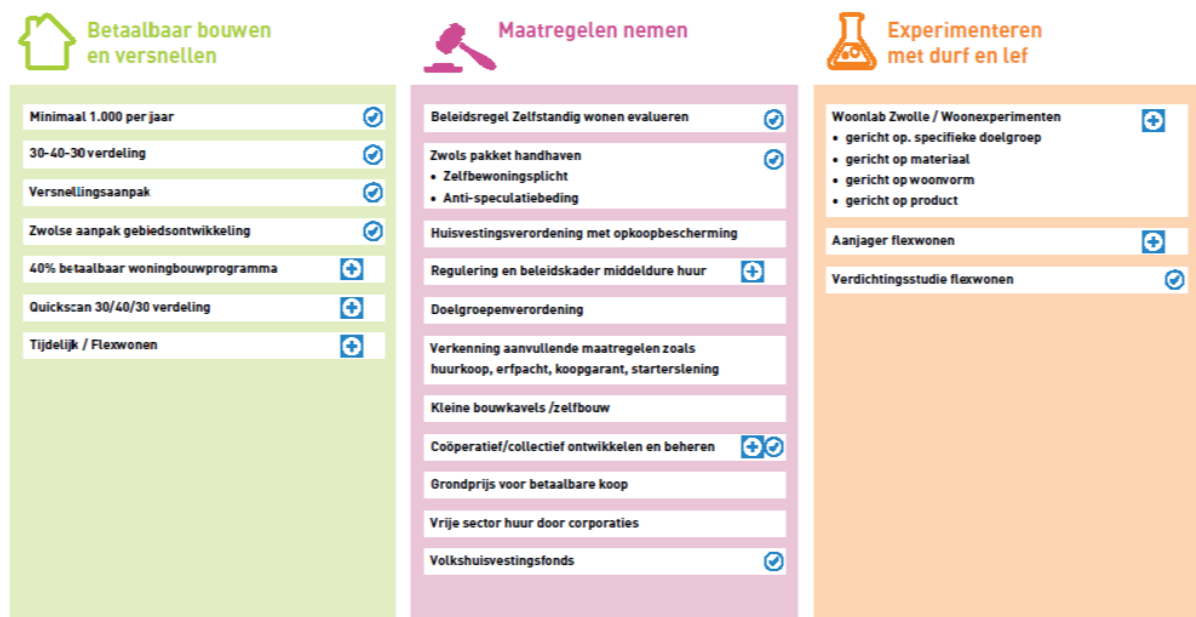 Betaalbaar bouwen
en versnellen
Minimaal 1.000 per jaar
30-40-30 verdeling
Versnellingsaanpak
Zwolse aanpak gebiedsontwikkeling
40% betaalbaar woningbouwprogramma
Quickscan 30/40/30 verdeling
Tijdelijk / Flexwonen
Maatregelen nemen
Beleidsregel Zelfstandig wonen evalueren
Zwols pakket handhaven
• Zelfbewoningsplicht
• Anti-speculatiebeding
Huisvestingsverordening met opkoopbescherming
Regulering en beleidskader middeldure huur
Doelgroepenverordening
Verkenning aanvullende maatregelen zoals
huurkoop, erfpacht, koopgarant, starterslening
Kleine bouwkavels /zelfbouw
Coöperatief/collectief ontwikkelen en beheren
Grondprijs voor betaalbare koop
Vrije sector huur door corporaties
Volkshuisvestingsfonds
Experimenteren
met durf en lef
Woonlab Zwolle / Woonexperimenten
• gericht op. specifieke doelgroep
• gericht op materiaal
• gericht op woonvorm
• gericht op product
Aanjager flexwonen
Verdichtingsstudie flexwonen